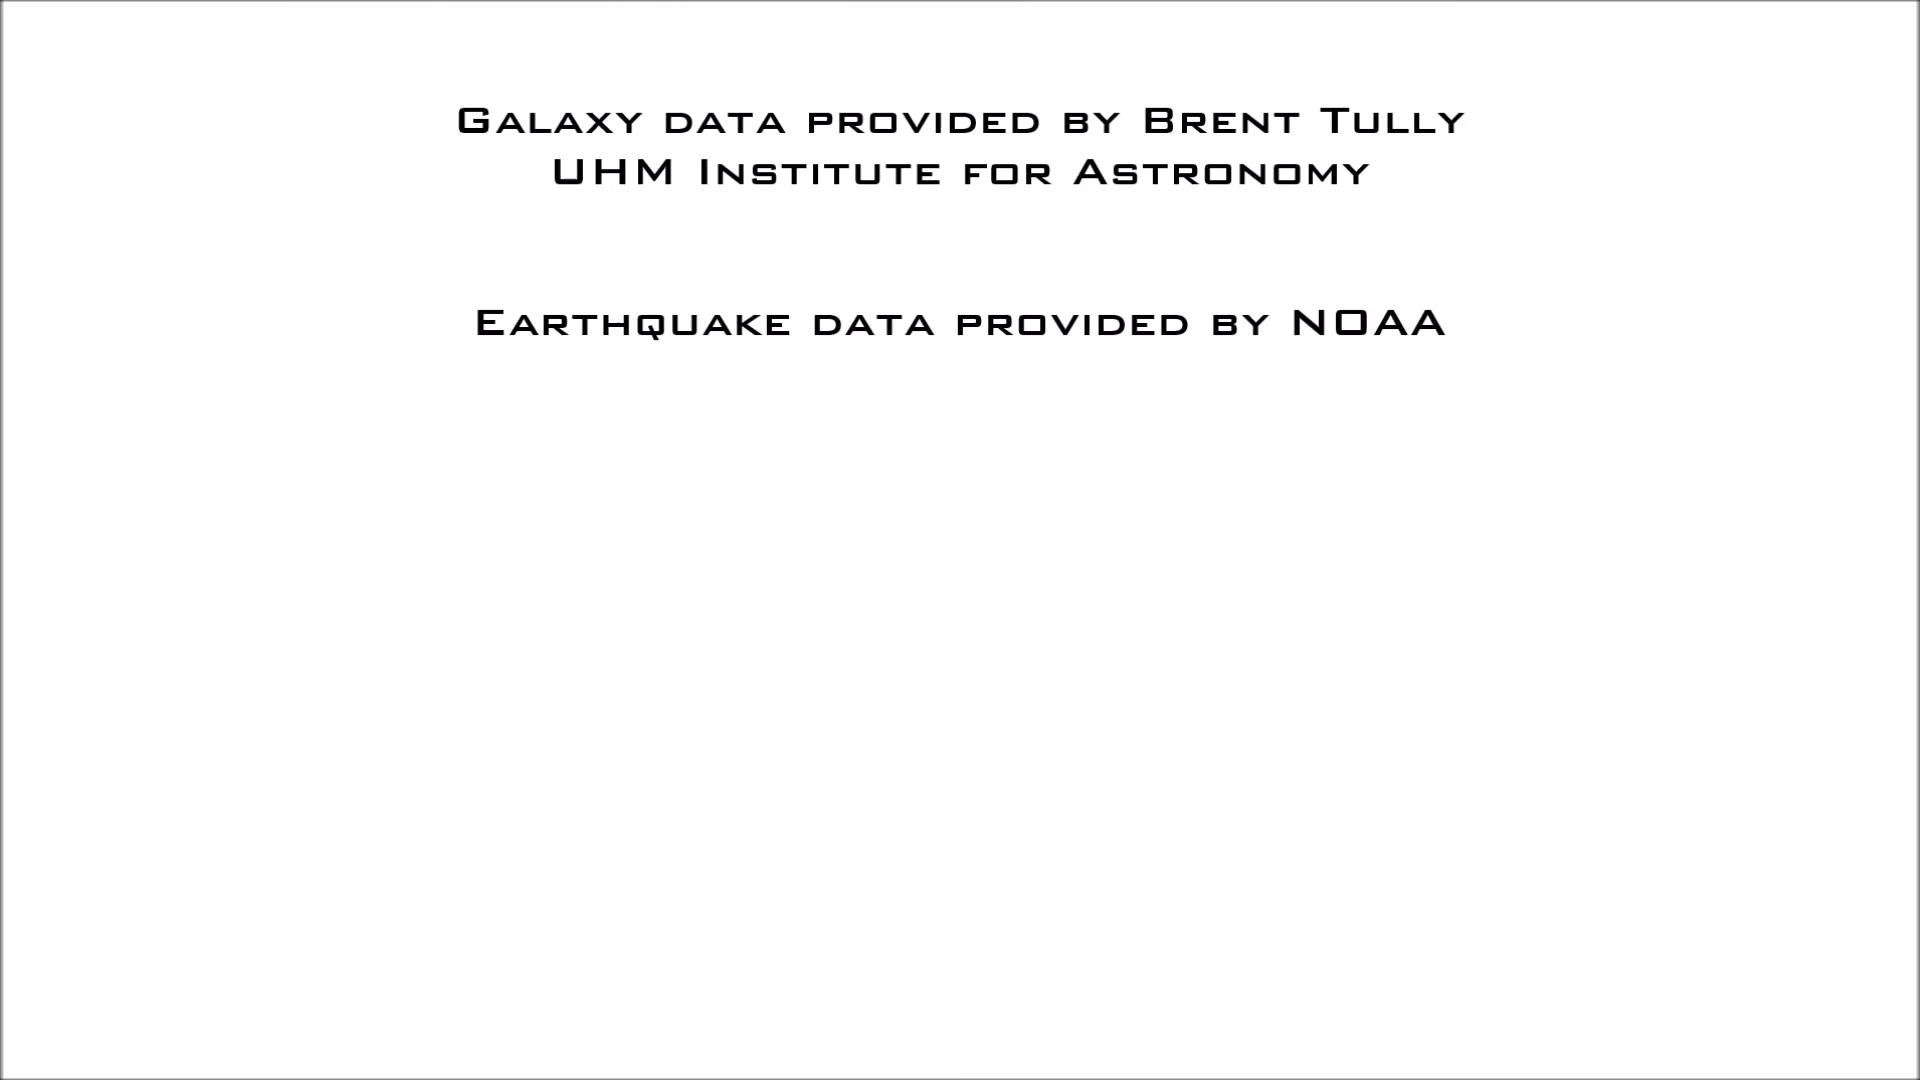 Galaxy data provided by Brent Tully
UHM Institute for Astronomy
Earthquake data provided by NOAA